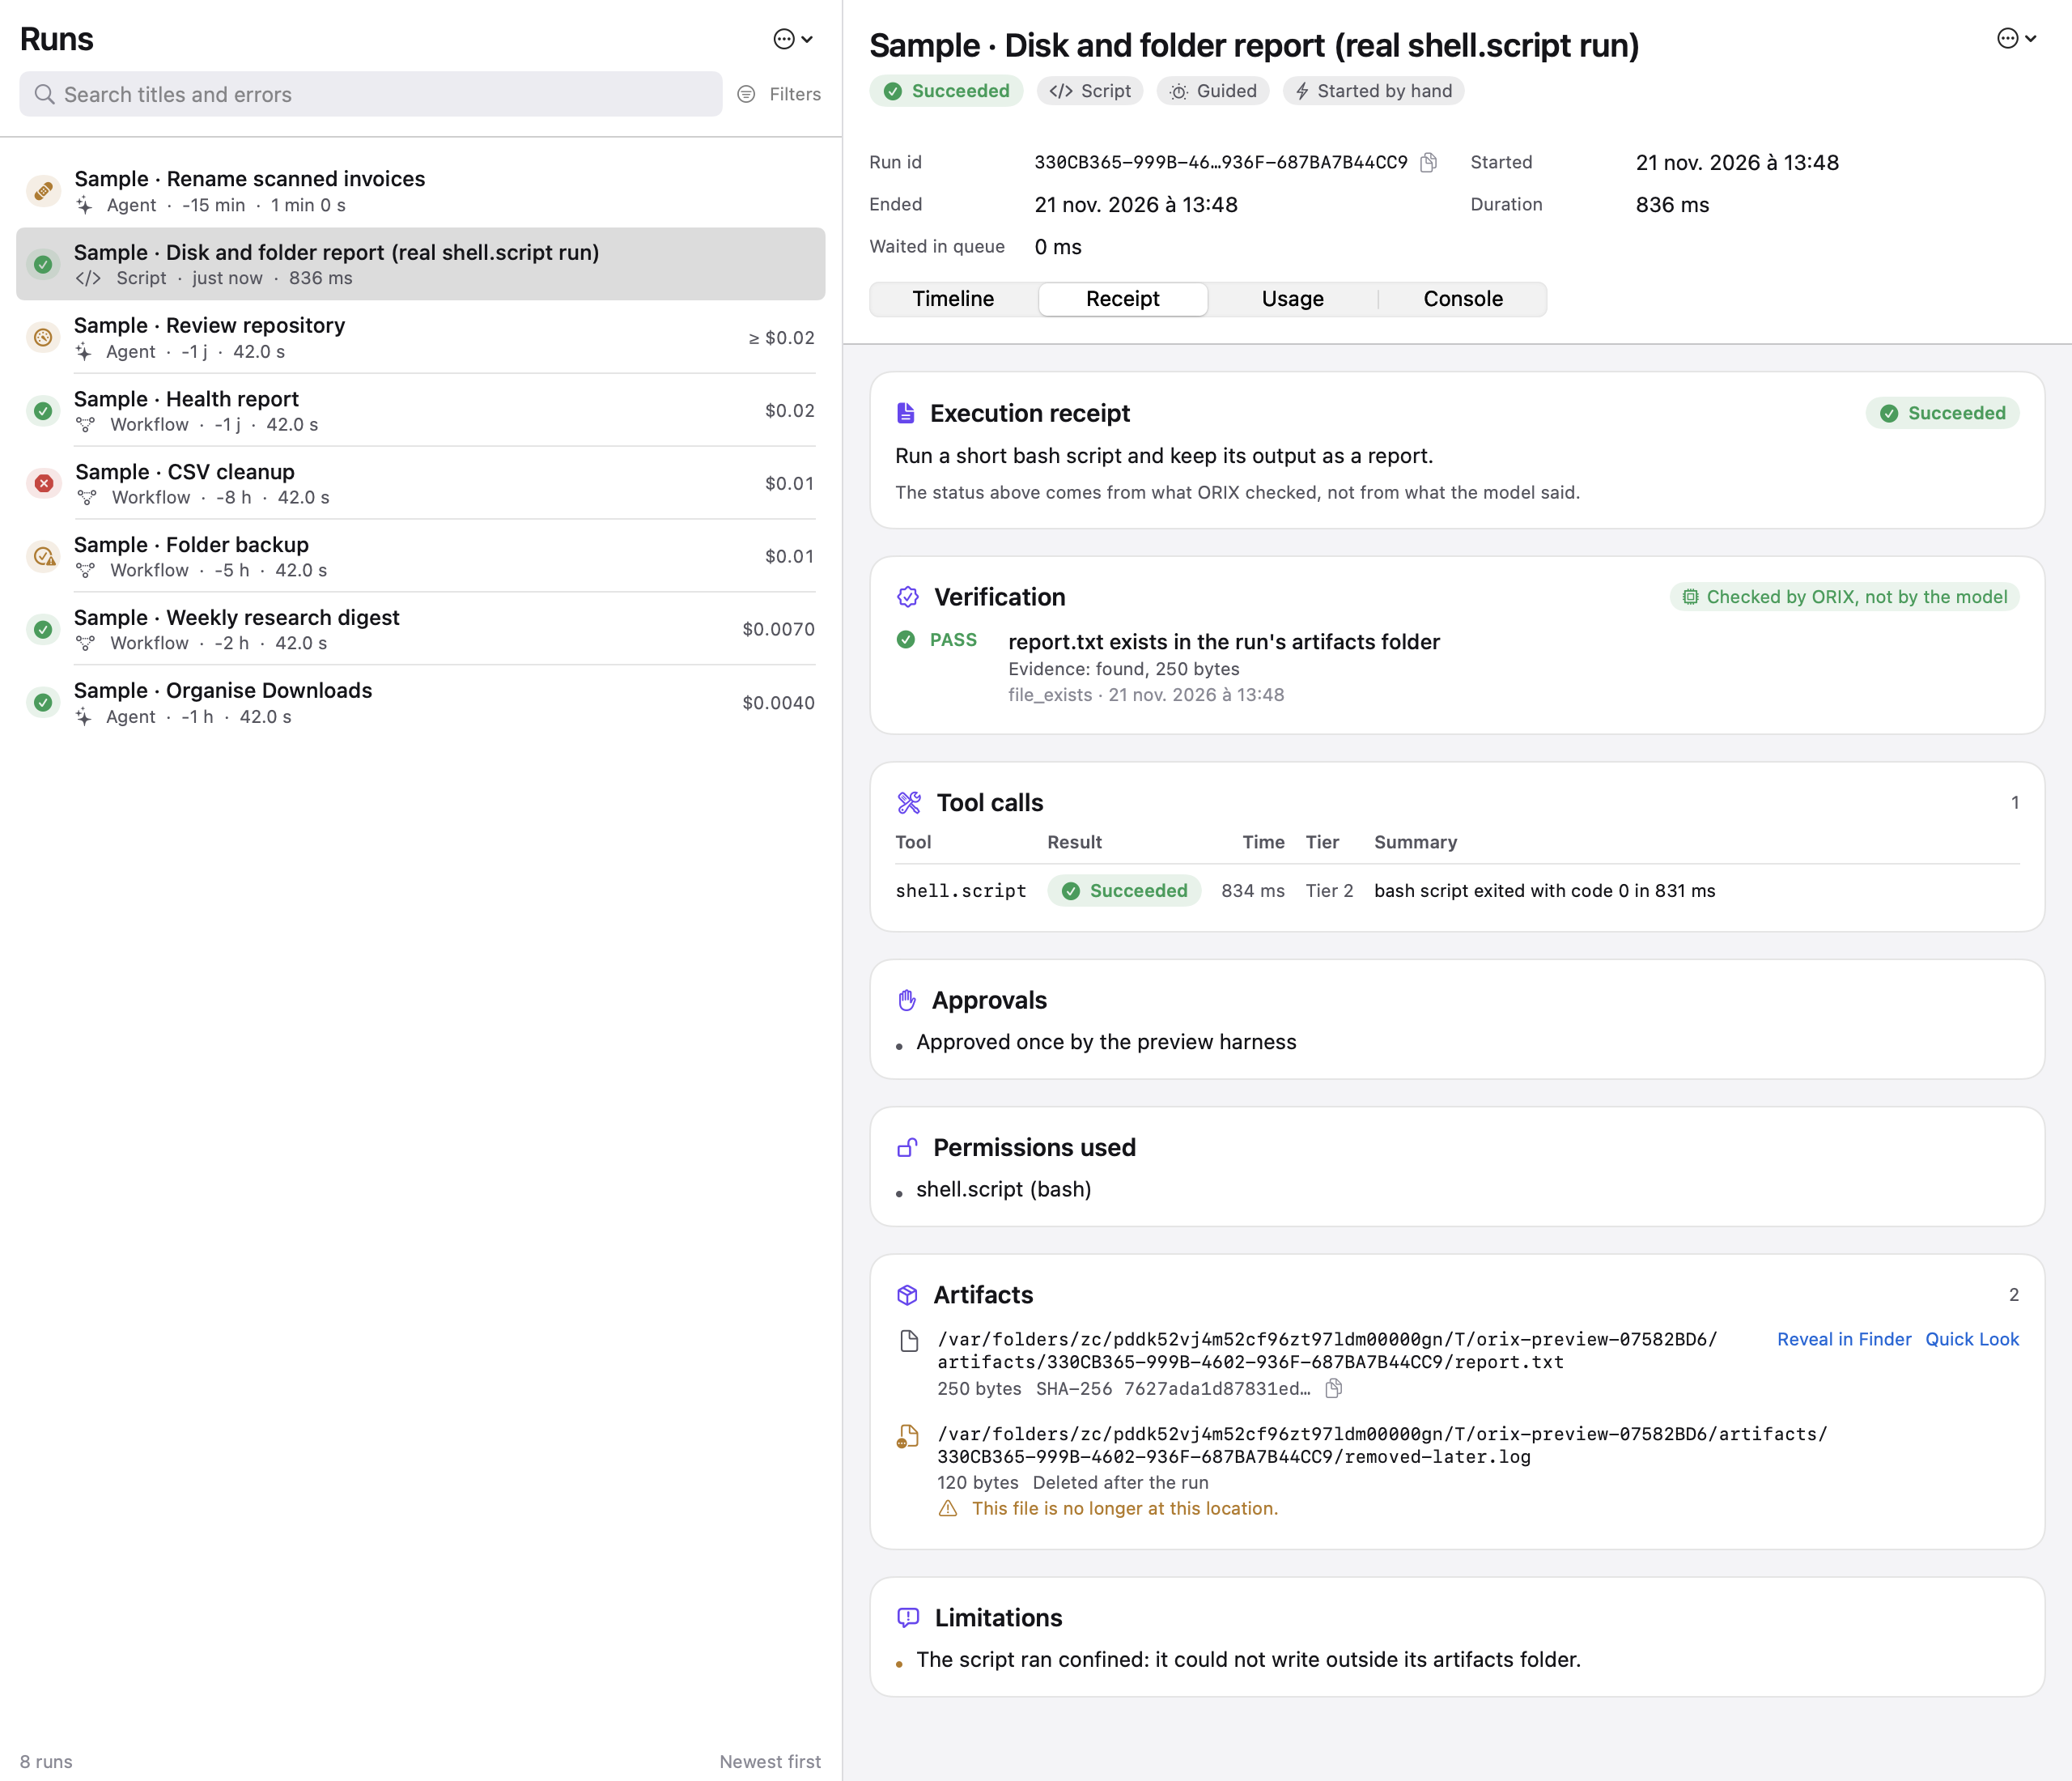 Runs
Search titles and errors
Filters
Sample · Rename scanned invoices
Agent · -15 min · 1 min 0 s
Sample · Disk and folder report (real shell.script run)
</> Script · just now · 836 ms
Sample · Review repository
Agent · -1 j · 42.0 s
≥ $0.02
Sample · Health report
Workflow · -1 j · 42.0 s
$0.02
Sample · CSV cleanup
Workflow · -8 h · 42.0 s
$0.01
Sample · Folder backup
Workflow · -5 h · 42.0 s
$0.01
Sample · Weekly research digest
Workflow · -2 h · 42.0 s
$0.0070
Sample · Organise Downloads
Agent · -1 h · 42.0 s
$0.0040
8 runs
Newest first
Sample · Disk and folder report (real shell.script run)
Succeeded
</> Script
Guided
Started by hand
Run id 330CB365-999B-46…936F-687BA7B44CC9
Started 21 nov. 2026 à 13:48
Ended 21 nov. 2026 à 13:48
Duration 836 ms
Waited in queue 0 ms
Timeline Receipt Usage Console
Execution receipt
Succeeded
Run a short bash script and keep its output as a report.
The status above comes from what ORIX checked, not from what the model said.
Verification
Checked by ORIX, not by the model
PASS report.txt exists in the run's artifacts folder
Evidence: found, 250 bytes
file_exists · 21 nov. 2026 à 13:48
Tool calls
1
Tool Result Time Tier Summary
shell.script Succeeded 834 ms Tier 2 bash script exited with code 0 in 831 ms
Approvals
• Approved once by the preview harness
Permissions used
• shell.script (bash)
Artifacts
2
/var/folders/zc/pddk52vj4m52cf96zt97ldm00000gn/T/orix-preview-07582BD6/
artifacts/330CB365-999B-4602-936F-687BA7B44CC9/report.txt
Reveal in Finder Quick Look
250 bytes SHA-256 7627ada1d87831ed…
/var/folders/zc/pddk52vj4m52cf96zt97ldm00000gn/T/orix-preview-07582BD6/artifacts/
330CB365-999B-4602-936F-687BA7B44CC9/removed-later.log
120 bytes Deleted after the run
This file is no longer at this location.
Limitations
• The script ran confined: it could not write outside its artifacts folder.